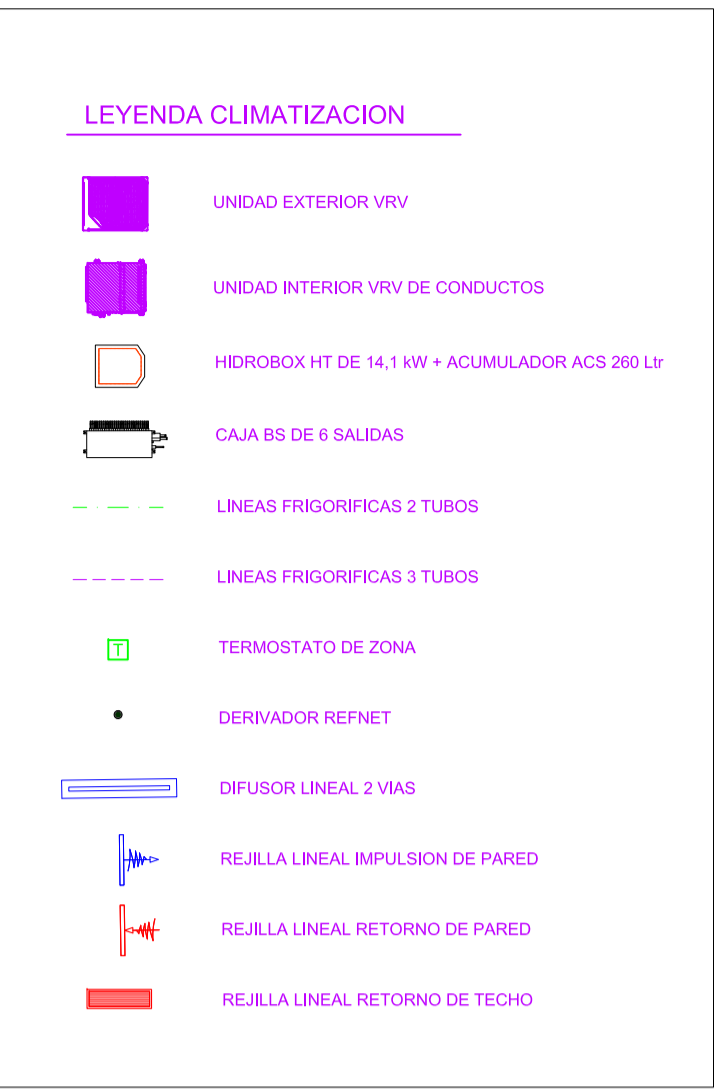 LEYENDA CLIMATIZACION
UNIDAD EXTERIOR VRV
UNIDAD INTERIOR VRV DE CONDUCTOS
HIDROBOX HT DE 14,1 kW + ACUMULADOR ACS 260 Ltr
CAJA BS DE 6 SALIDAS
LINEAS FRIGORIFICAS 2 TUBOS
LINEAS FRIGORIFICAS 3 TUBOS
T TERMOSTATO DE ZONA
DERIVADOR REFNET
DIFUSOR LINEAL 2 VIAS
REJILLA LINEAL IMPULSION DE PARED
REJILLA LINEAL RETORNO DE PARED
REJILLA LINEAL RETORNO DE TECHO